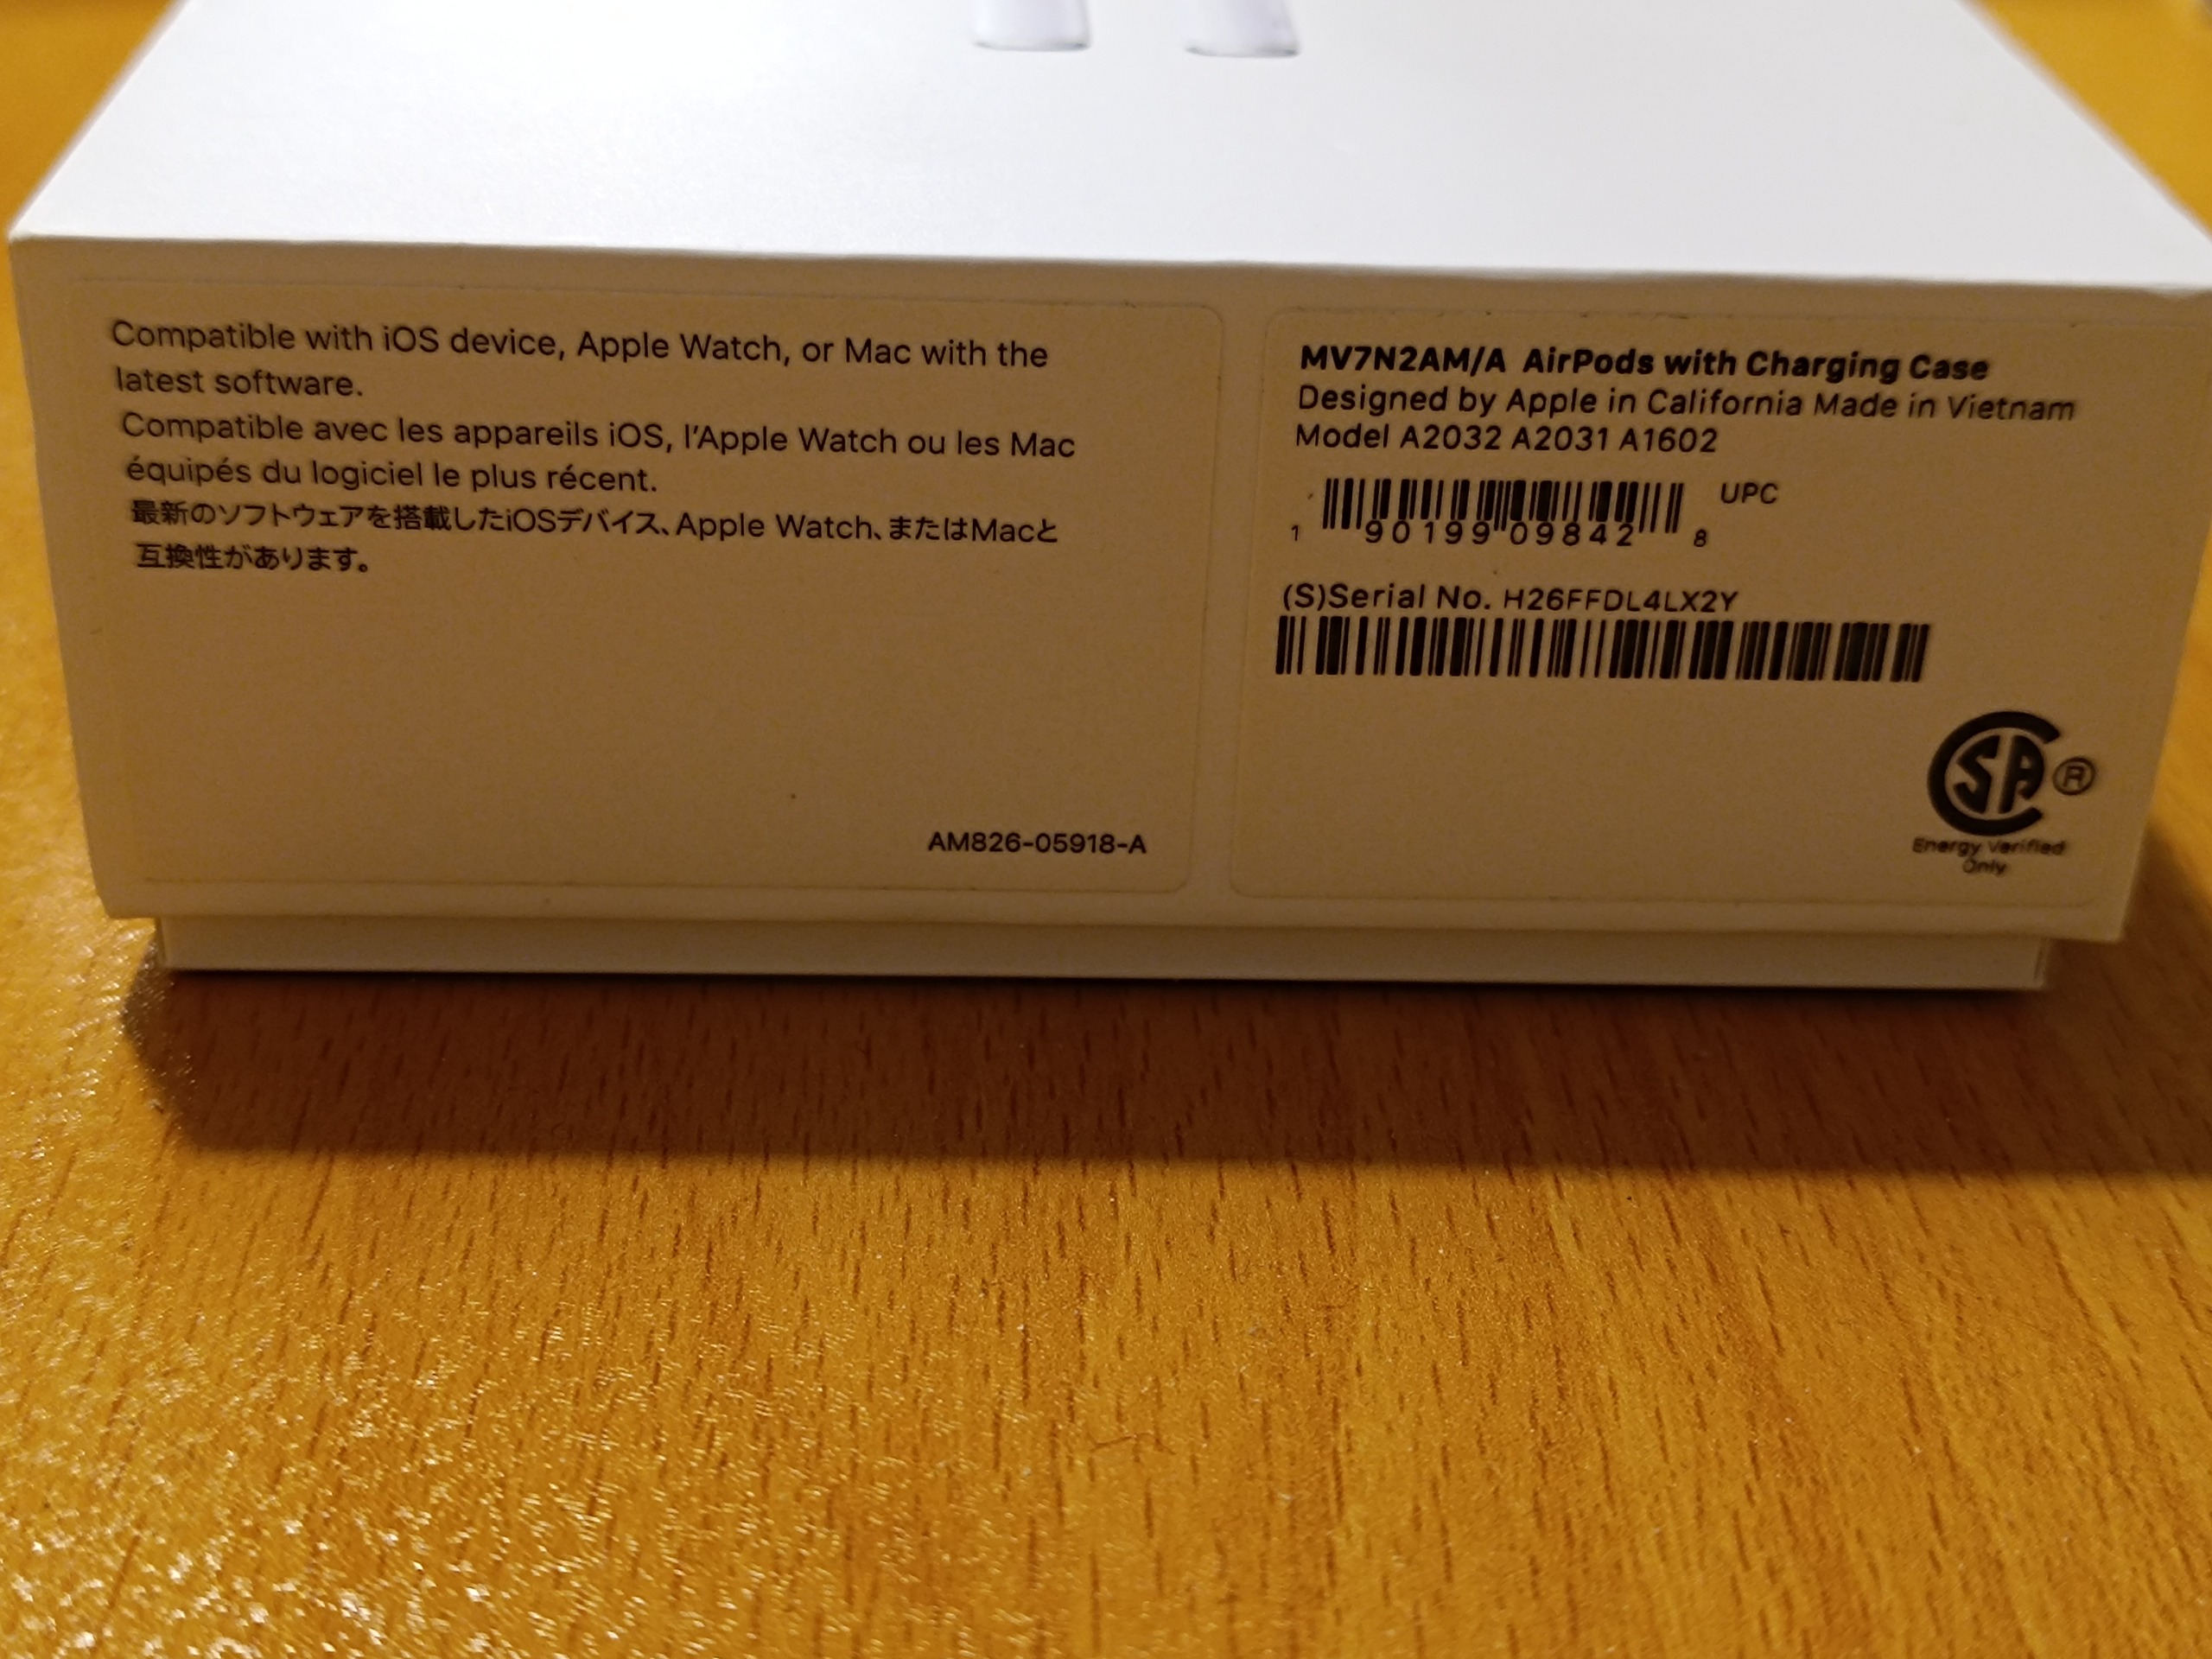 Compatible with iOS device, Apple Watch, or Mac with the
latest software.
Compatible avec les appareils iOS, l'Apple Watch ou les Mac
équipés du logiciel le plus récent.
最新のソフトウェアを搭載したiOSデバイス、Apple Watch、またはMacと
互換性があります。
AM826-05918-A
MV7N2AM/A AirPods with Charging Case
Designed by Apple in California Made in Vietnam
Model A2032 A2031 A1602
UPC
1 90199 09842 8
(S)Serial No. H26FFDL4LX2Y
CSA ®
Energy Verified
Only